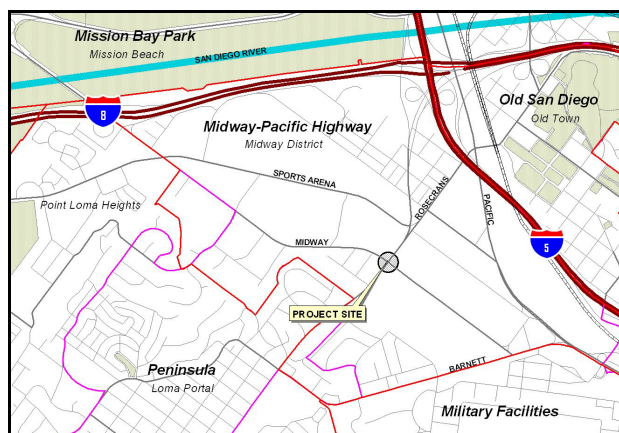 Mission Bay Park
Mission Beach
SAN DIEGO RIVER
8
Midway-Pacific Highway
Midway District
Old San Diego
Old Town
SPORTS ARENA
ROSECRANS
PACIFIC
Point Loma Heights
MIDWAY
5
PROJECT SITE
BARNETT
Peninsula
Loma Portal
Military Facilities